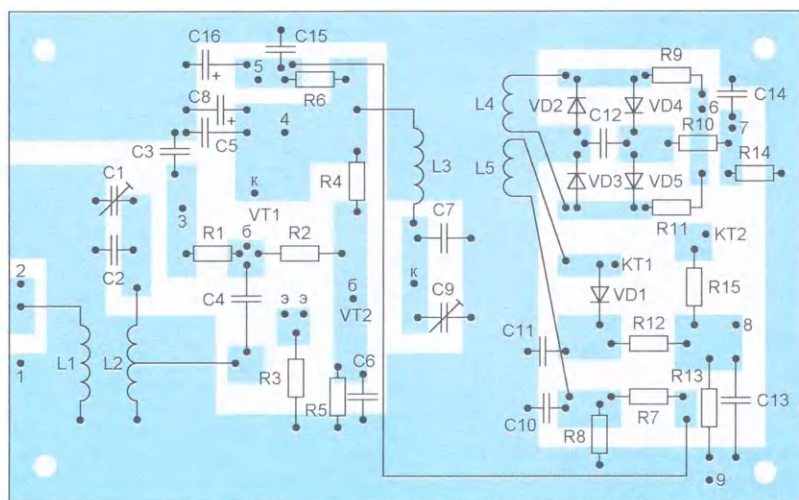 C16
C15
R9
5
R6
L4
VD2
VD4
C14
C8
6
C12
R10
7
4
C5
C3
C1
L3
L5
R14
R4
VD3
VD5
к
R11
VT1
C7
3
КТ2
R1
б
R2
C2
КТ1
2
к
R15
C4
б
VD1
C9
э э
VT2
R12
8
C11
L1
L2
C6
1
R3
R13
R5
R7
C13
C10
R8
9